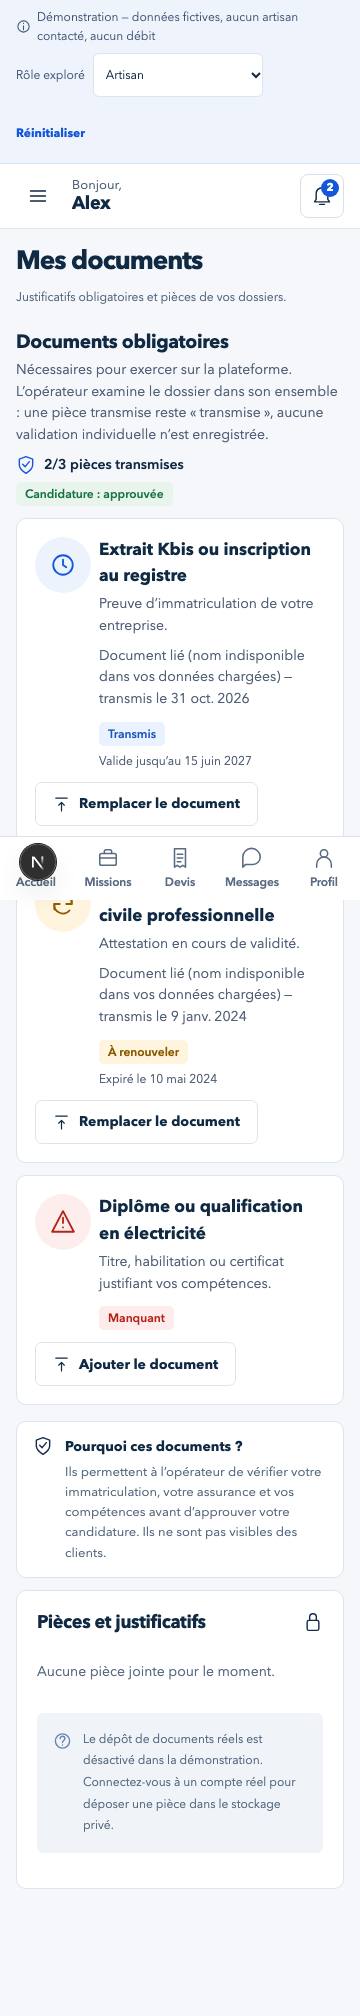 Démonstration — données fictives, aucun artisan
contacté, aucun débit
Rôle exploré
Artisan
Réinitialiser
Bonjour,
Alex
2
Mes documents
Justificatifs obligatoires et pièces de vos dossiers.
Documents obligatoires
Nécessaires pour exercer sur la plateforme.
L’opérateur examine le dossier dans son ensemble
: une pièce transmise reste « transmise », aucune
validation individuelle n’est enregistrée.
2/3 pièces transmises
Candidature : approuvée
Extrait Kbis ou inscription
au registre
Preuve d’immatriculation de votre
entreprise.
Document lié (nom indisponible
dans vos données chargées) —
transmis le 31 oct. 2026
Transmis
Valide jusqu’au 15 juin 2027
Remplacer le document
N
Accueil
Missions
Devis
Messages
Profil
civile professionnelle
Attestation en cours de validité.
Document lié (nom indisponible
dans vos données chargées) —
transmis le 9 janv. 2024
À renouveler
Expiré le 10 mai 2024
Remplacer le document
Diplôme ou qualification
en électricité
Titre, habilitation ou certificat
justifiant vos compétences.
Manquant
Ajouter le document
Pourquoi ces documents ?
Ils permettent à l’opérateur de vérifier votre
immatriculation, votre assurance et vos
compétences avant d’approuver votre
candidature. Ils ne sont pas visibles des
clients.
Pièces et justificatifs
Aucune pièce jointe pour le moment.
Le dépôt de documents réels est
désactivé dans la démonstration.
Connectez-vous à un compte réel pour
déposer une pièce dans le stockage
privé.